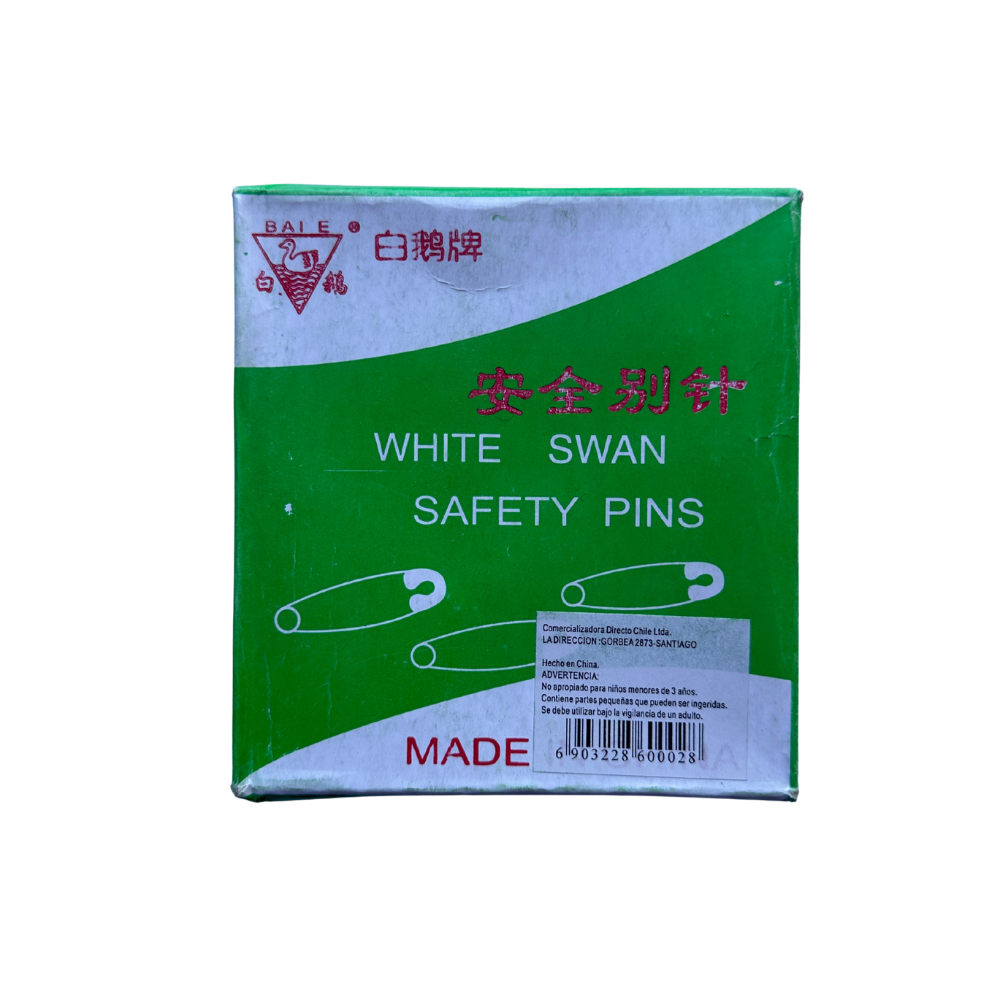 BAI E ®
白鹅牌
白 鹅
安全别针
WHITE SWAN
SAFETY PINS
Comercializadora Directo Chile Ltda.
LA DIRECCION :GORBEA 2873-SANTIAGO
Hecho en China.
ADVERTENCIA:
No apropiado para niños menores de 3 años.
Contiene partes pequeñas que pueden ser ingeridas.
Se debe utilizar bajo la vigilancia de un adulto.
MADE
6 903228 600028